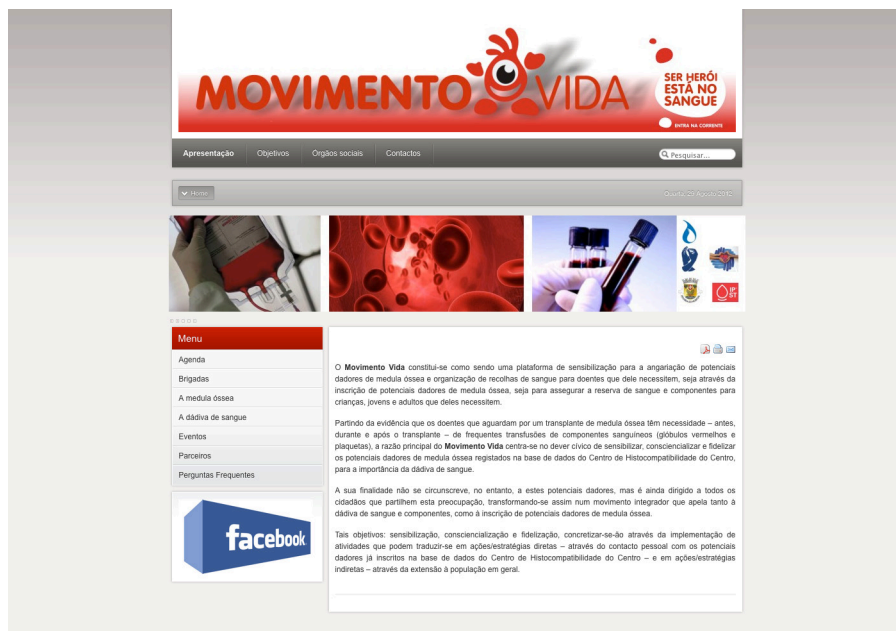 MOVIMENTO VIDA
SER HERÓI
ESTÁ NO
SANGUE
ENTRA NA CORRENTE
Apresentação
Objetivos
Orgãos sociais
Contactos
Pesquisar...
Home
IP
ST
Menu
Agenda
Brigadas
A medula óssea
A dádiva de sangue
Eventos
Parceiros
Perguntas Frequentes
facebook
O Movimento Vida constitui-se como sendo uma plataforma de sensibilização para a angariação de potenciais
dadores de medula óssea e organização de recolhas de sangue para doentes que dele necessitem, seja através da
inscrição de potenciais dadores de medula óssea, seja para assegurar a reserva de sangue e componentes para
crianças, jovens e adultos que deles necessitem.
Partindo da evidência que os doentes que aguardam por um transplante de medula óssea têm necessidade – antes,
durante e após o transplante – de frequentes transfusões de componentes sanguíneos (glóbulos vermelhos e
plaquetas), a razão principal do Movimento Vida centra-se no dever cívico de sensibilizar, consciencializar e fidelizar
os potenciais dadores de medula óssea registados na base de dados do Centro de Histocompatibilidade do Centro,
para a importância da dádiva de sangue.
A sua finalidade não se circunscreve, no entanto, a estes potenciais dadores, mas é ainda dirigido a todos os
cidadãos que partilhem esta preocupação, transformando-se assim num movimento integrador que apela tanto à
dádiva de sangue e componentes, como à inscrição de potenciais dadores de medula óssea.
Tais objetivos: sensibilização, consciencialização e fidelização, concretizar-se-ão através da implementação de
atividades que podem traduzir-se em ações/estratégias diretas – através do contacto pessoal com os potenciais
dadores já inscritos na base de dados do Centro de Histocompatibilidade do Centro – e em ações/estratégias
indiretas – através da extensão à população em geral.